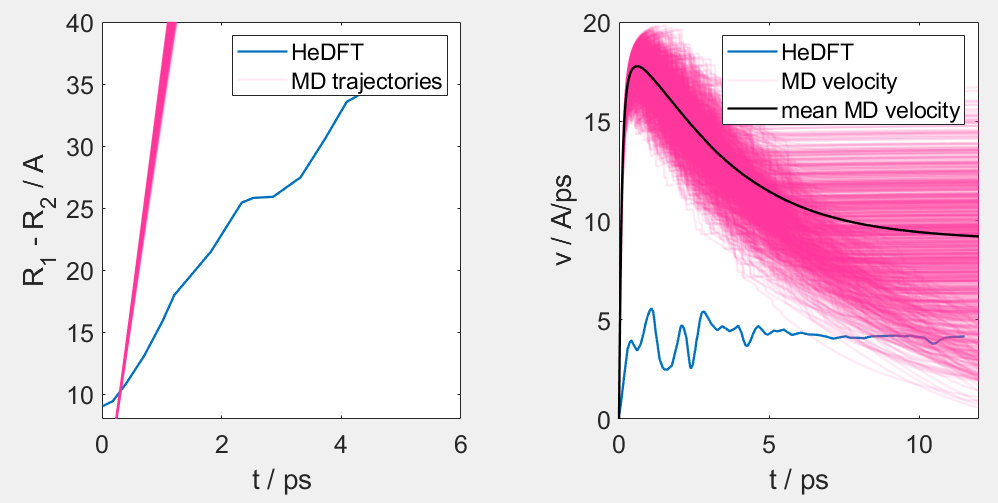 40
35
30
25
20
15
10
0
2
4
6
R1 - R2 / A
t / ps
HeDFT
MD trajectories
20
15
10
5
0
0
5
10
v / A/ps
t / ps
HeDFT
MD velocity
mean MD velocity